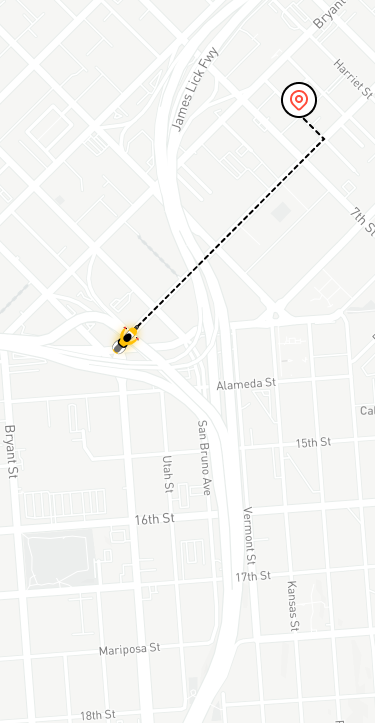 Bryant
Harriet St
James Lick Fwy
7th St
Alameda St
Bryant St
San Bruno Ave
15th St
Utah St
16th St
Vermont St
17th St
Kansas St
Mariposa St
18th St